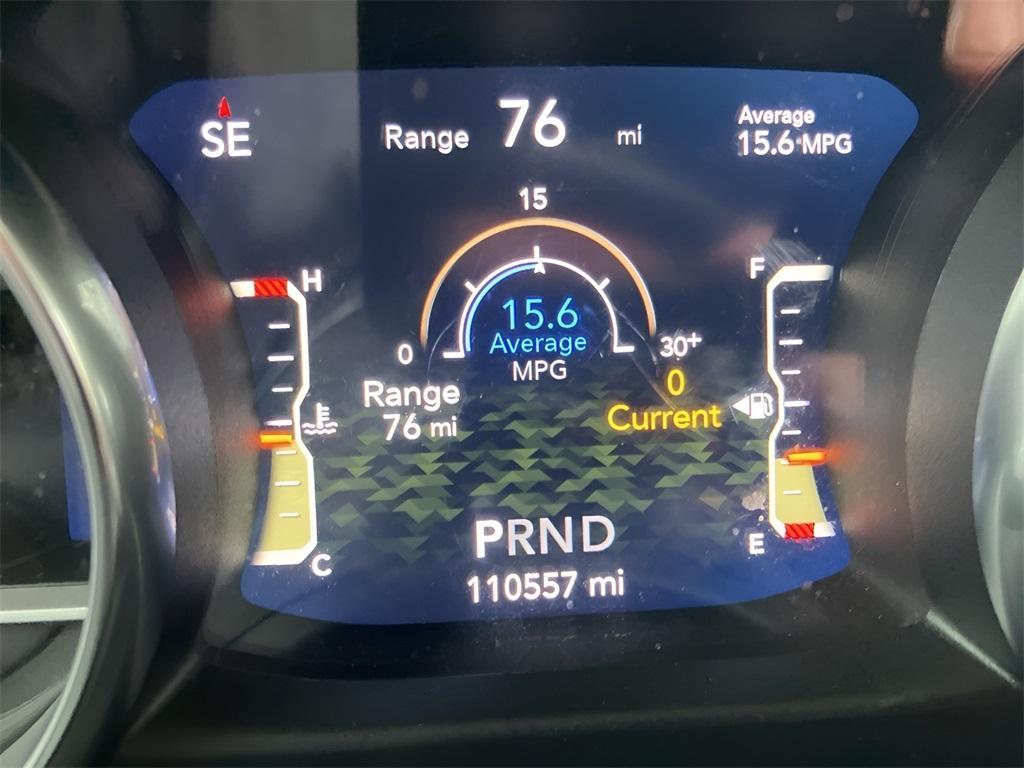 SE
Range 76 mi
Average
15.6 MPG
15
H
F
15.6
Average
MPG
0
30+
Range
76 mi
0
Current
PRND
110557 mi
C
E